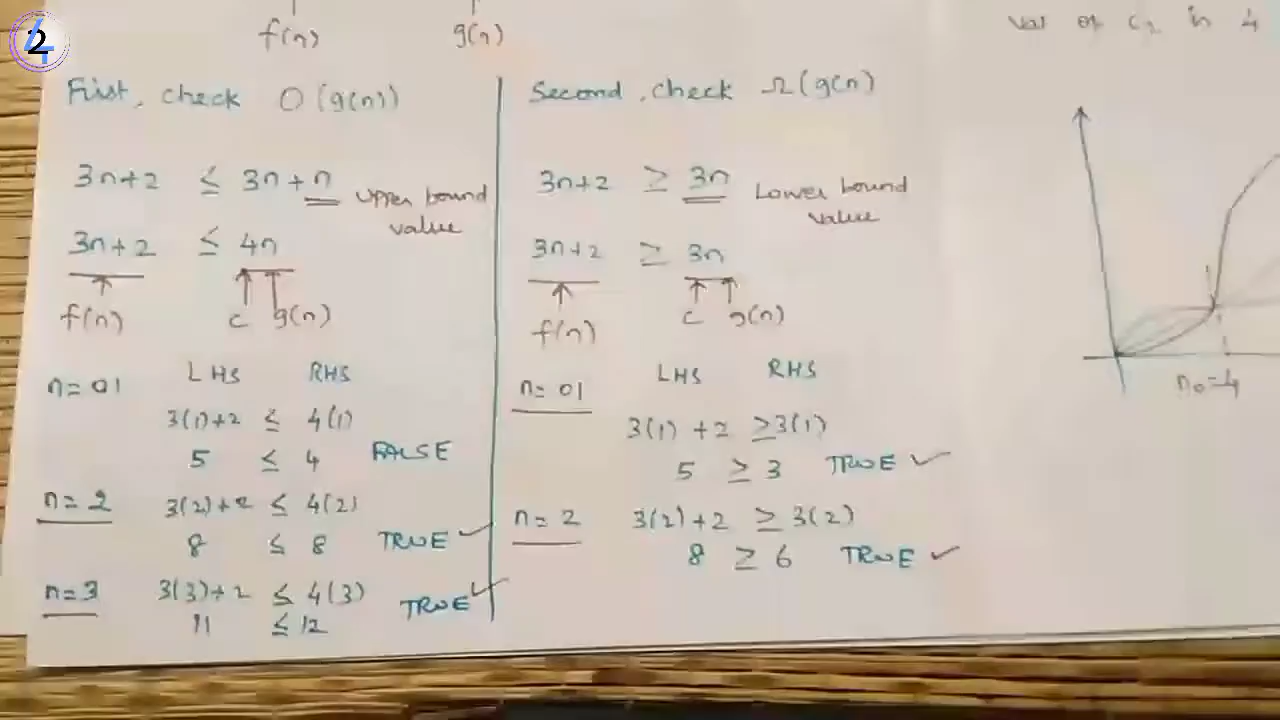 24
f(n) g(n)
First, check O(g(n))
3n+2 ≤ 3n+n Upper bound
value
3n+2 ≤ 4n
f(n) c g(n)
LHS RHS
n=01
3(1)+2 ≤ 4(1)
5 ≤ 4 FALSE
n=2 3(2)+2 ≤ 4(2)
8 ≤ 8 TRUE ✓
n=3 3(3)+2 ≤ 4(3) TRUE ✓
11 ≤ 12
Second, check Ω(g(n)
3n+2 ≥ 3n Lower bound
value
3n+2 ≥ 3n
f(n) c g(n)
LHS RHS
n=01
3(1)+2 ≥3(1)
5 ≥ 3 TRUE ✓
n=2 3(2)+2 ≥3(2)
8 ≥ 6 TRUE ✓
val of C2 is 4
n0=4